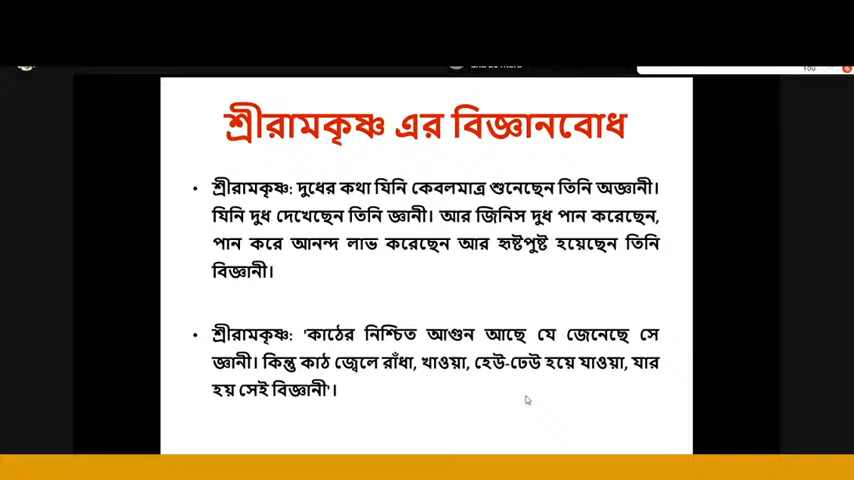 You
শ্রীরামকৃষ্ণ এর বিজ্ঞানবোধ
• শ্রীরামকৃষ্ণ: দুধের কথা যিনি কেবলমাত্র শুনেছেন তিনি অজ্ঞানী।
যিনি দুধ দেখেছেন তিনি জ্ঞানী। আর জিনিস দুধ পান করেছেন,
পান করে আনন্দ লাভ করেছেন আর হৃষ্টপুষ্ট হয়েছেন তিনি
বিজ্ঞানী।
• শ্রীরামকৃষ্ণ: 'কাঠের নিশ্চিত আগুন আছে যে জেনেছে সে
জ্ঞানী। কিন্তু কাঠ জ্বেলে রাঁধা, খাওয়া, হেউ-ঢেউ হয়ে যাওয়া, যার
হয় সেই বিজ্ঞানী'।